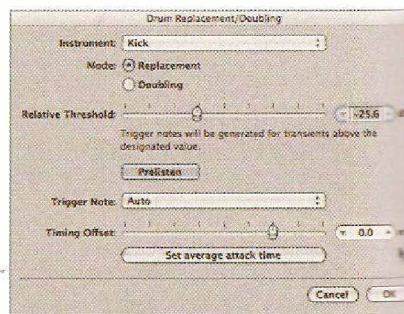 Drum Replacement/Doubling
Instrument: Kick
Mode: Replacement
Doubling
Relative Threshold: -25.6
Trigger notes will be generated for transients above the
designated value.
Prelisten
Trigger Note: Auto
Timing Offset: 0.0
Set average attack time
Cancel OK